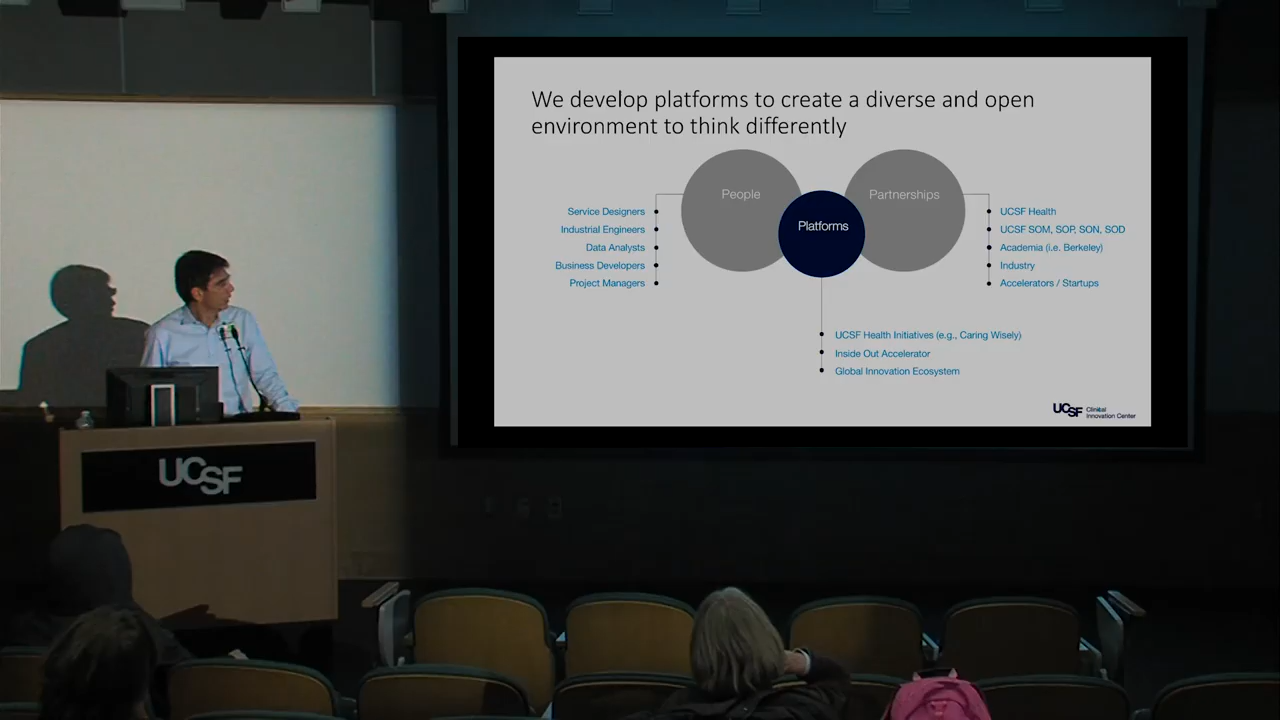 We develop platforms to create a diverse and open
environment to think differently
People
Partnerships
Platforms
Service Designers
Industrial Engineers
Data Analysts
Business Developers
Project Managers
UCSF Health
UCSF SOM, SOP, SON, SOD
Academia (i.e. Berkeley)
Industry
Accelerators / Startups
UCSF Health Initiatives (e.g., Caring Wisely)
Inside Out Accelerator
Global Innovation Ecosystem
UCSF Clinical
Innovation Center
UCSF